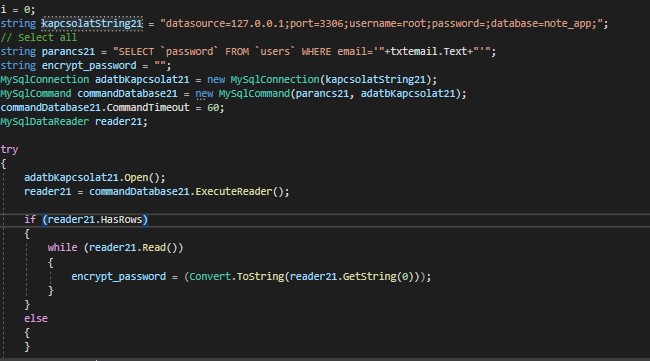 i = 0;
string kapcsolatString21 = "datasource=127.0.0.1;port=3306;username=root;password=;database=note_app;";
// Select all
string parancs21 = "SELECT `password` FROM `users` WHERE email='"+txtemail.Text+"'";
string encrypt_password = "";
MySqlConnection adatbKapcsolat21 = new MySqlConnection(kapcsolatString21);
MySqlCommand commandDatabase21 = new MySqlCommand(parancs21, adatbKapcsolat21);
commandDatabase21.CommandTimeout = 60;
MySqlDataReader reader21;
try
{
adatbKapcsolat21.Open();
reader21 = commandDatabase21.ExecuteReader();
if (reader21.HasRows)
{
while (reader21.Read())
{
encrypt_password = (Convert.ToString(reader21.GetString(0)));
}
}
else
{
}